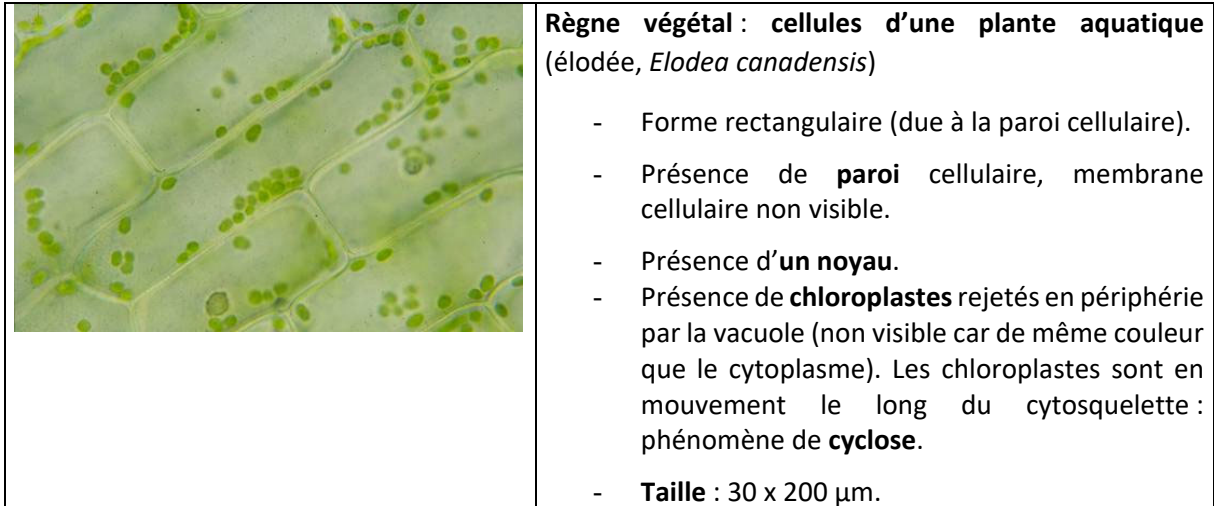 Règne végétal : cellules d’une plante aquatique
(élodée, Elodea canadensis)
- Forme rectangulaire (due à la paroi cellulaire).
- Présence de paroi cellulaire, membrane
cellulaire non visible.
- Présence d’un noyau.
- Présence de chloroplastes rejetés en périphérie
par la vacuole (non visible car de même couleur
que le cytoplasme). Les chloroplastes sont en
mouvement le long du cytosquelette :
phénomène de cyclose.
- Taille : 30 x 200 µm.